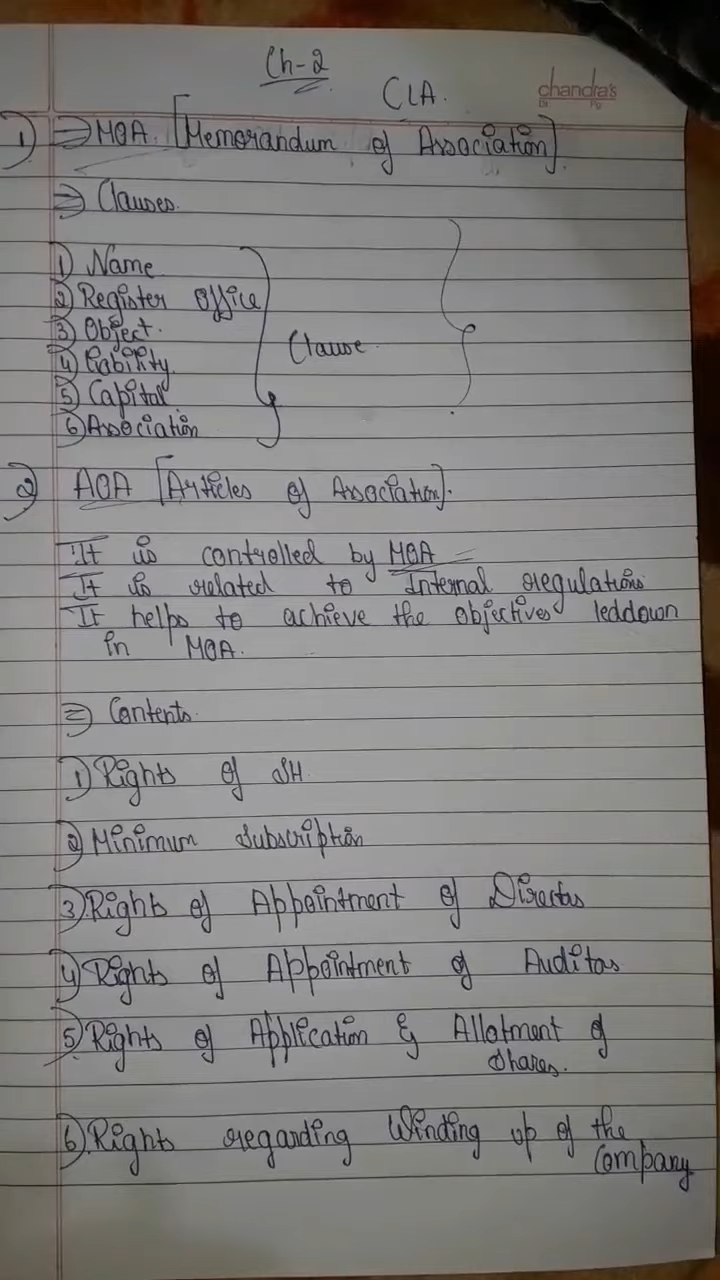 Ch-2
CLA.
chandra's
1) ⇒ MOA. [Memorandum of Association].
⇒ Clauses.
1) Name
2) Register Office
3) Object.
4) Liability.
5) Capital
6) Association
Clause.
2) AOA [Articles of Association].
It is controlled by MOA
It is related to Internal regulations
It helps to achieve the objectives leddown
in MOA.
⇒ Contents.
1) Rights of SH.
2) Minimum Subscription
3) Rights of Appointment of Directors
4) Rights of Appointment of Auditors
5) Rights of Application & Allotment of
Shares.
6) Rights regarding Winding up of the
Company